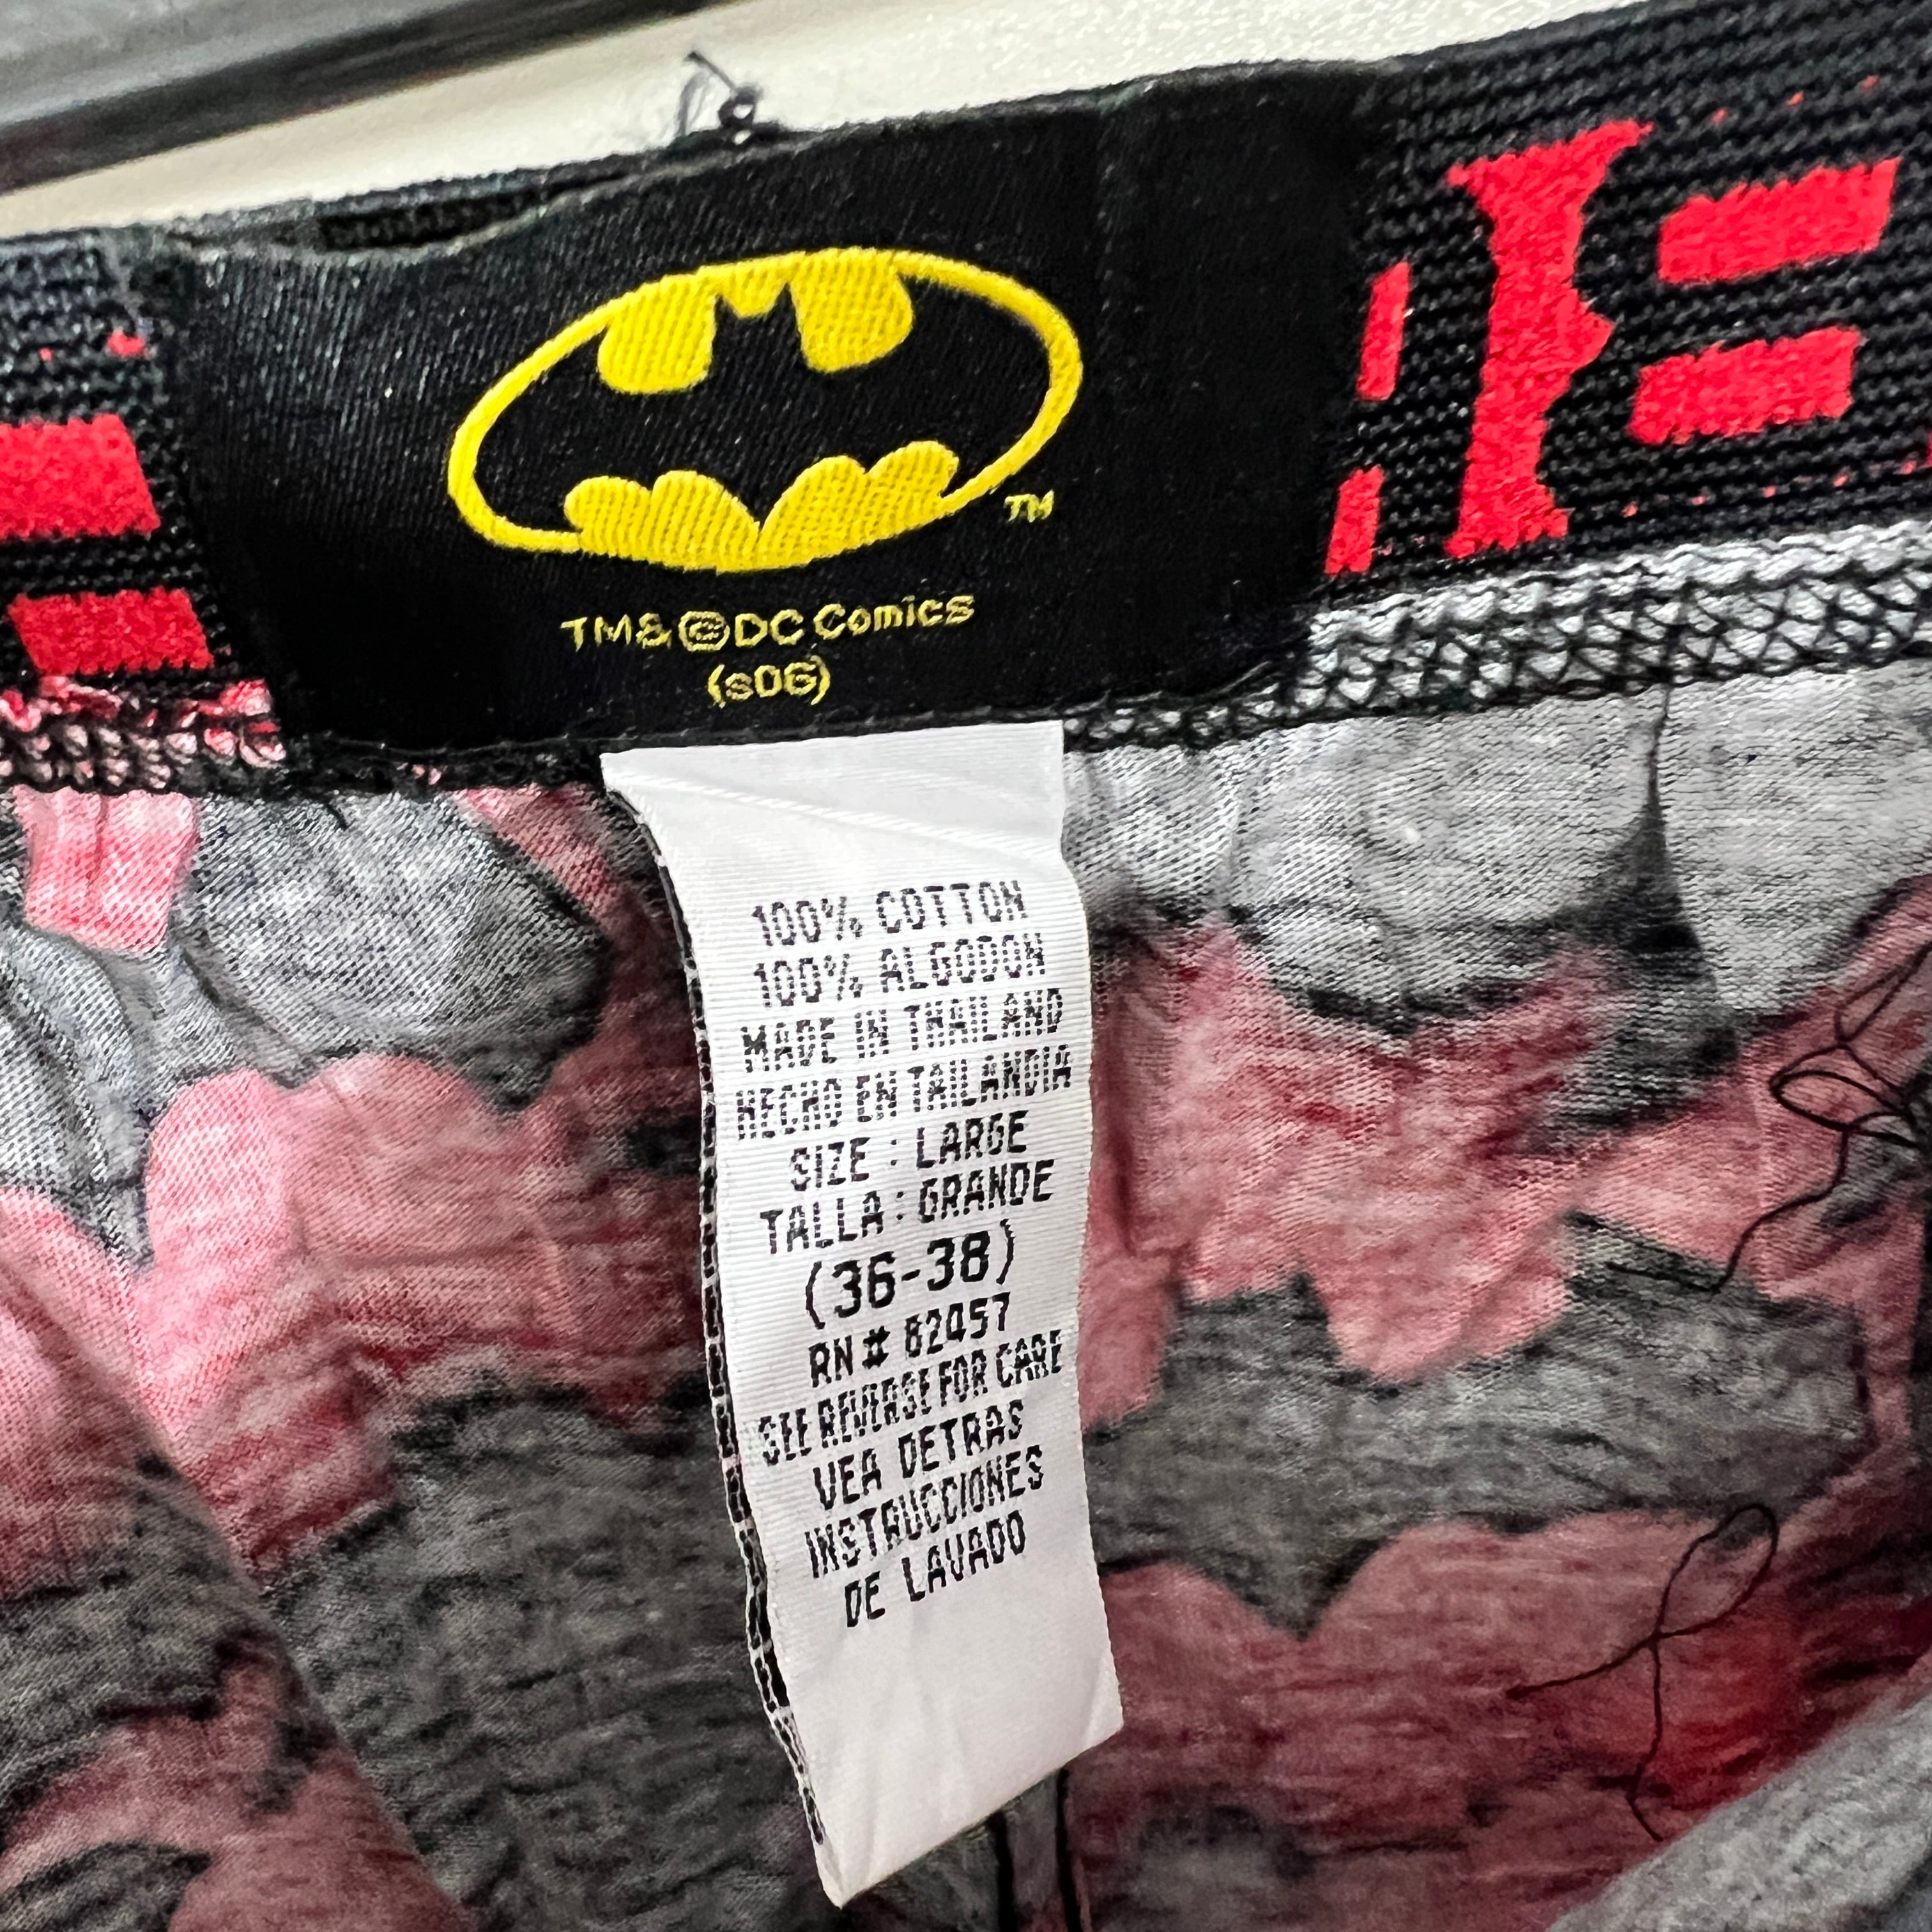 TM
TM&©DC Comics
(s06)
100% COTTON
100% ALGODON
MADE IN THAILAND
HECHO EN TAILANDIA
SIZE : LARGE
TALLA : GRANDE
(36-38)
RN# 82457
SEE REVERSE FOR CARE
VEA DETRAS
INSTRUCCIONES
DE LAVADO